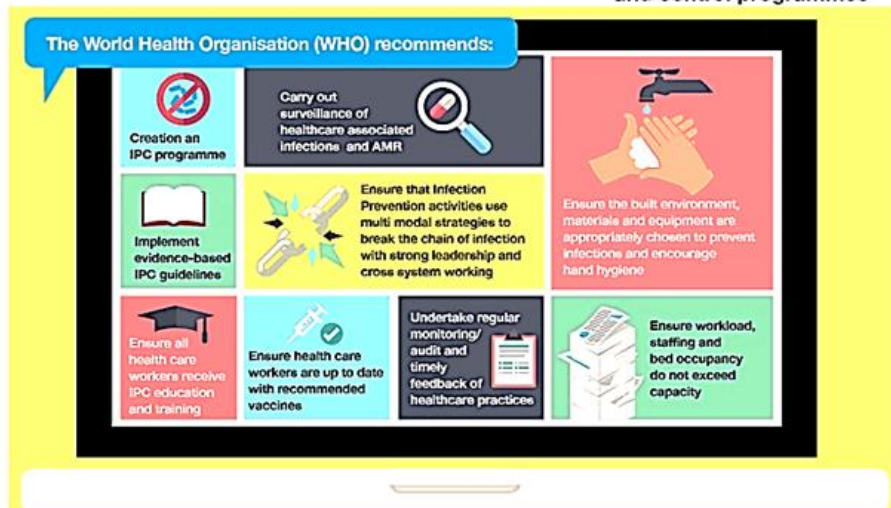 and control programmes
The World Health Organisation (WHO) recommends:
Creation an
IPC programme
Carry out
surveillance of
healthcare associated
infections and AMR
Ensure the built environment,
materials and equipment are
appropriately chosen to prevent
infections and encourage
hand hygiene
Implement
evidence-based
IPC guidelines
Ensure that Infection
Prevention activities use
multi modal strategies to
break the chain of infection
with strong leadership and
cross system working
Ensure all
health care
workers receive
IPC education
and training
Ensure health care
workers are up to date
with recommended
vaccines
Undertake regular
monitoring/
audit and
timely
feedback of
healthcare practices
Ensure workload,
staffing and
bed occupancy
do not exceed
capacity